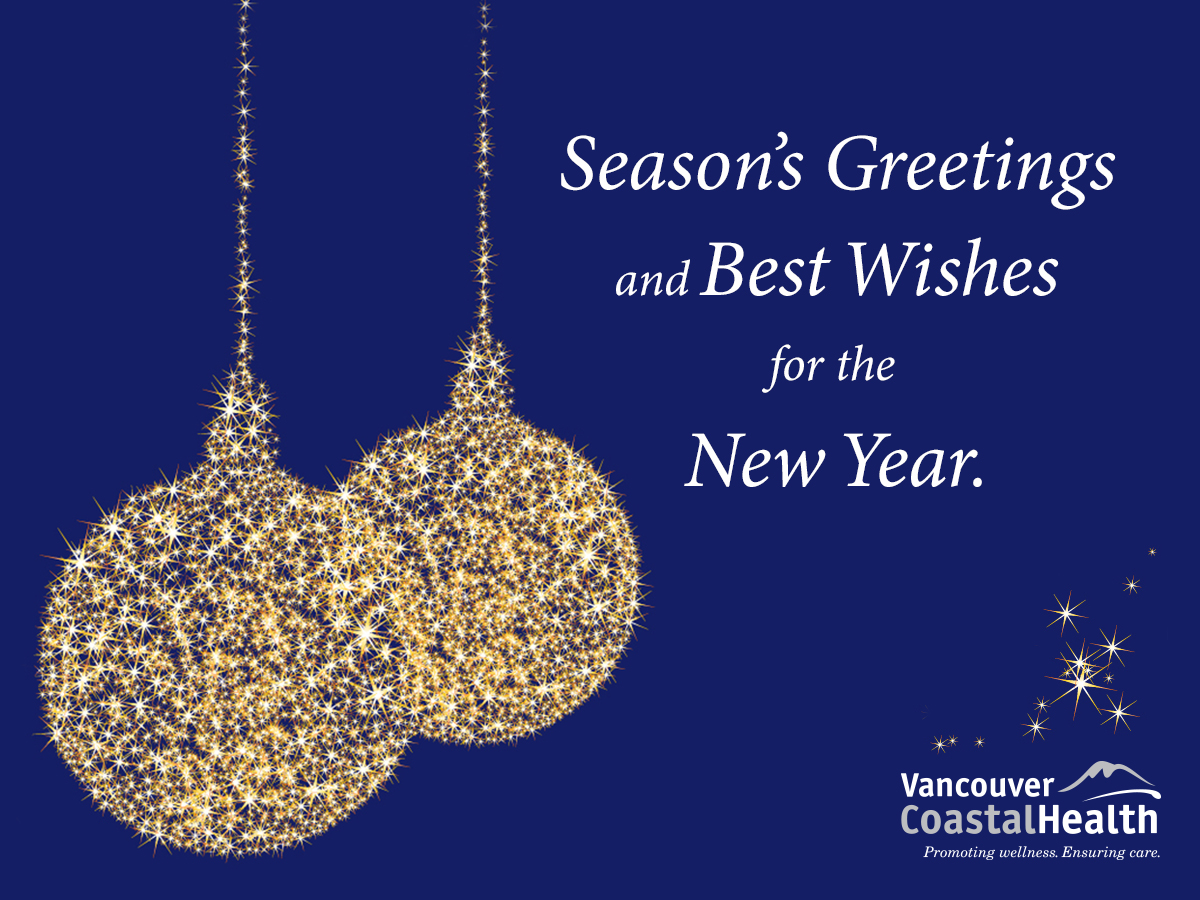 Season’s Greetings
and Best Wishes
for the
New Year.
Vancouver
CoastalHealth
Promoting wellness. Ensuring care.